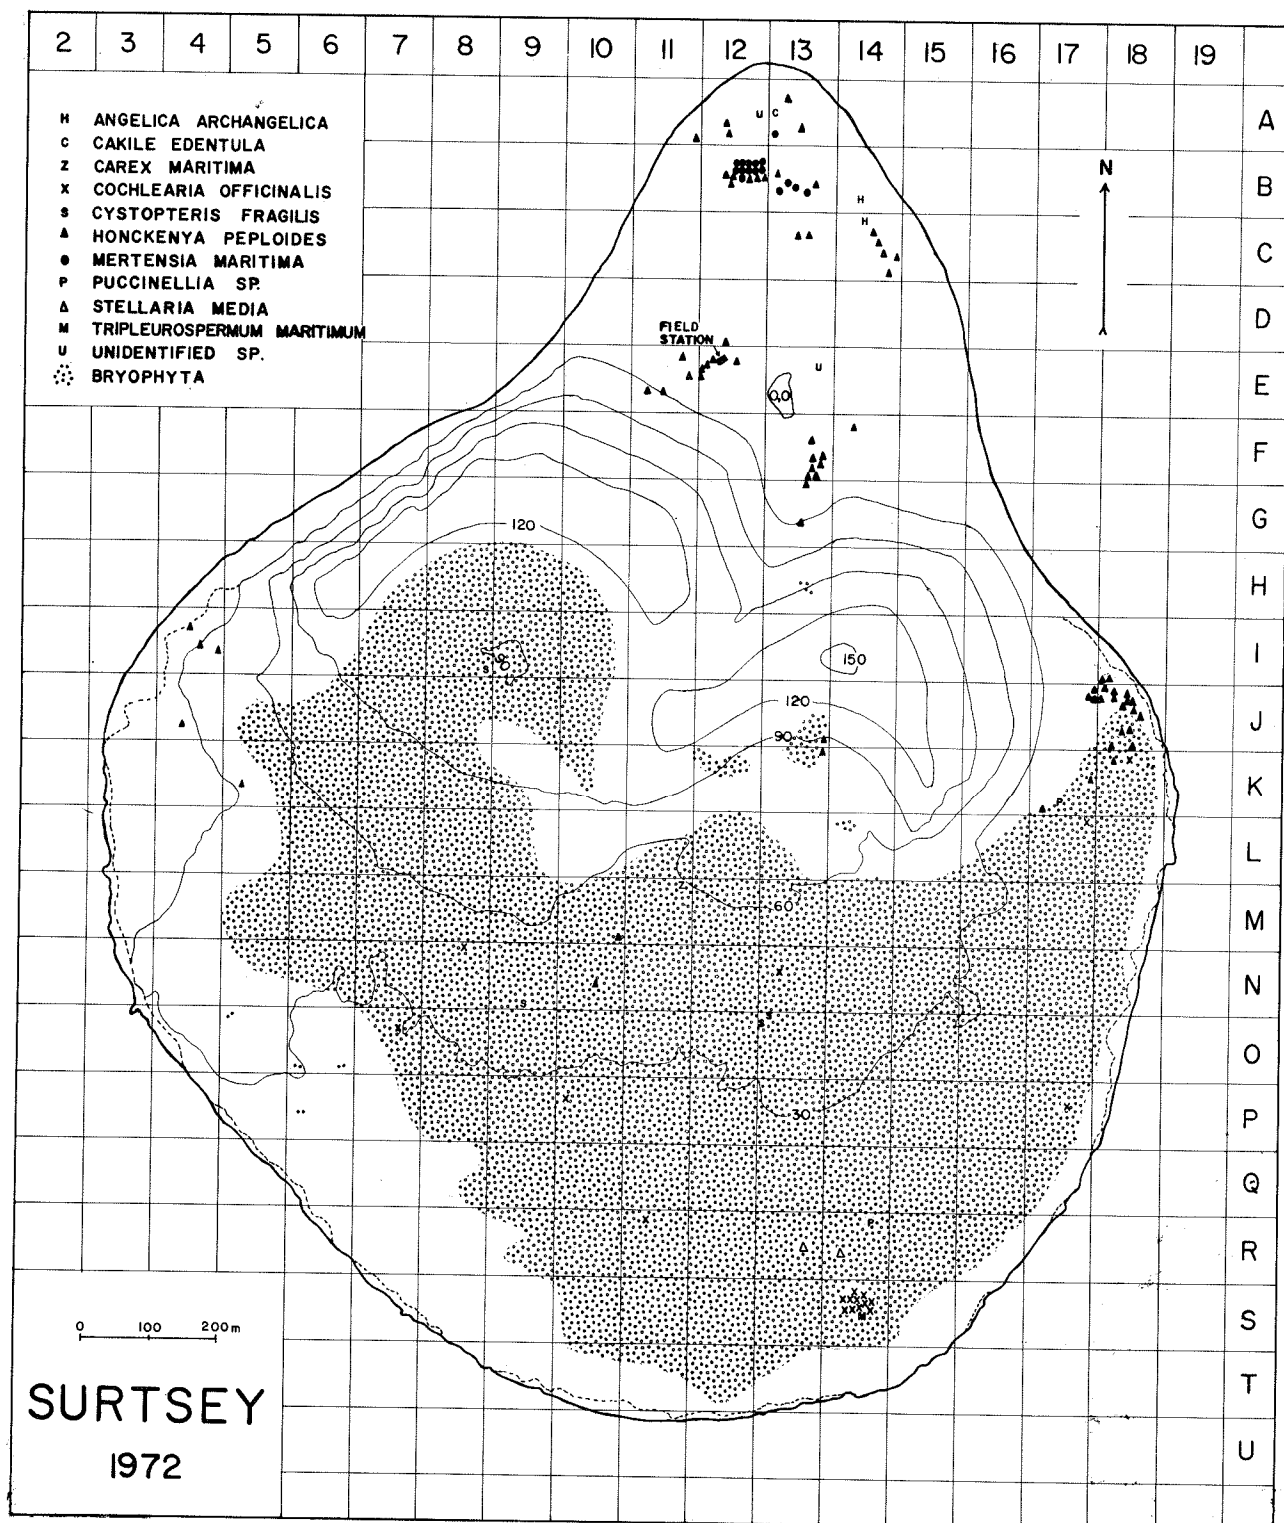 2 3 4 5 6 7 8 9 10 11 12 13 14 15 16 17 18 19
H ANGELICA ARCHANGELICA
C CAKILE EDENTULA
Z CAREX MARITIMA
X COCHLEARIA OFFICINALIS
S CYSTOPTERIS FRAGILIS
HONCKENYA PEPLOIDES
MERTENSIA MARITIMA
P PUCCINELLIA SP.
STELLARIA MEDIA
M TRIPLEUROSPERMUM MARITIMUM
U UNIDENTIFIED SP.
BRYOPHYTA
A
U C
B
N
H
H
C
D
FIELD
STATION
U
E
0,0
F
G
120
H
I
90
S
150
J
120
90
K
X
P
L
Z
M
60
X
N
X
S
S
O
P
X
30
X
Q
X
R
P
S
X X X X X X X X X X
M
0 100 200 m
T
SURTSEY
1972
U